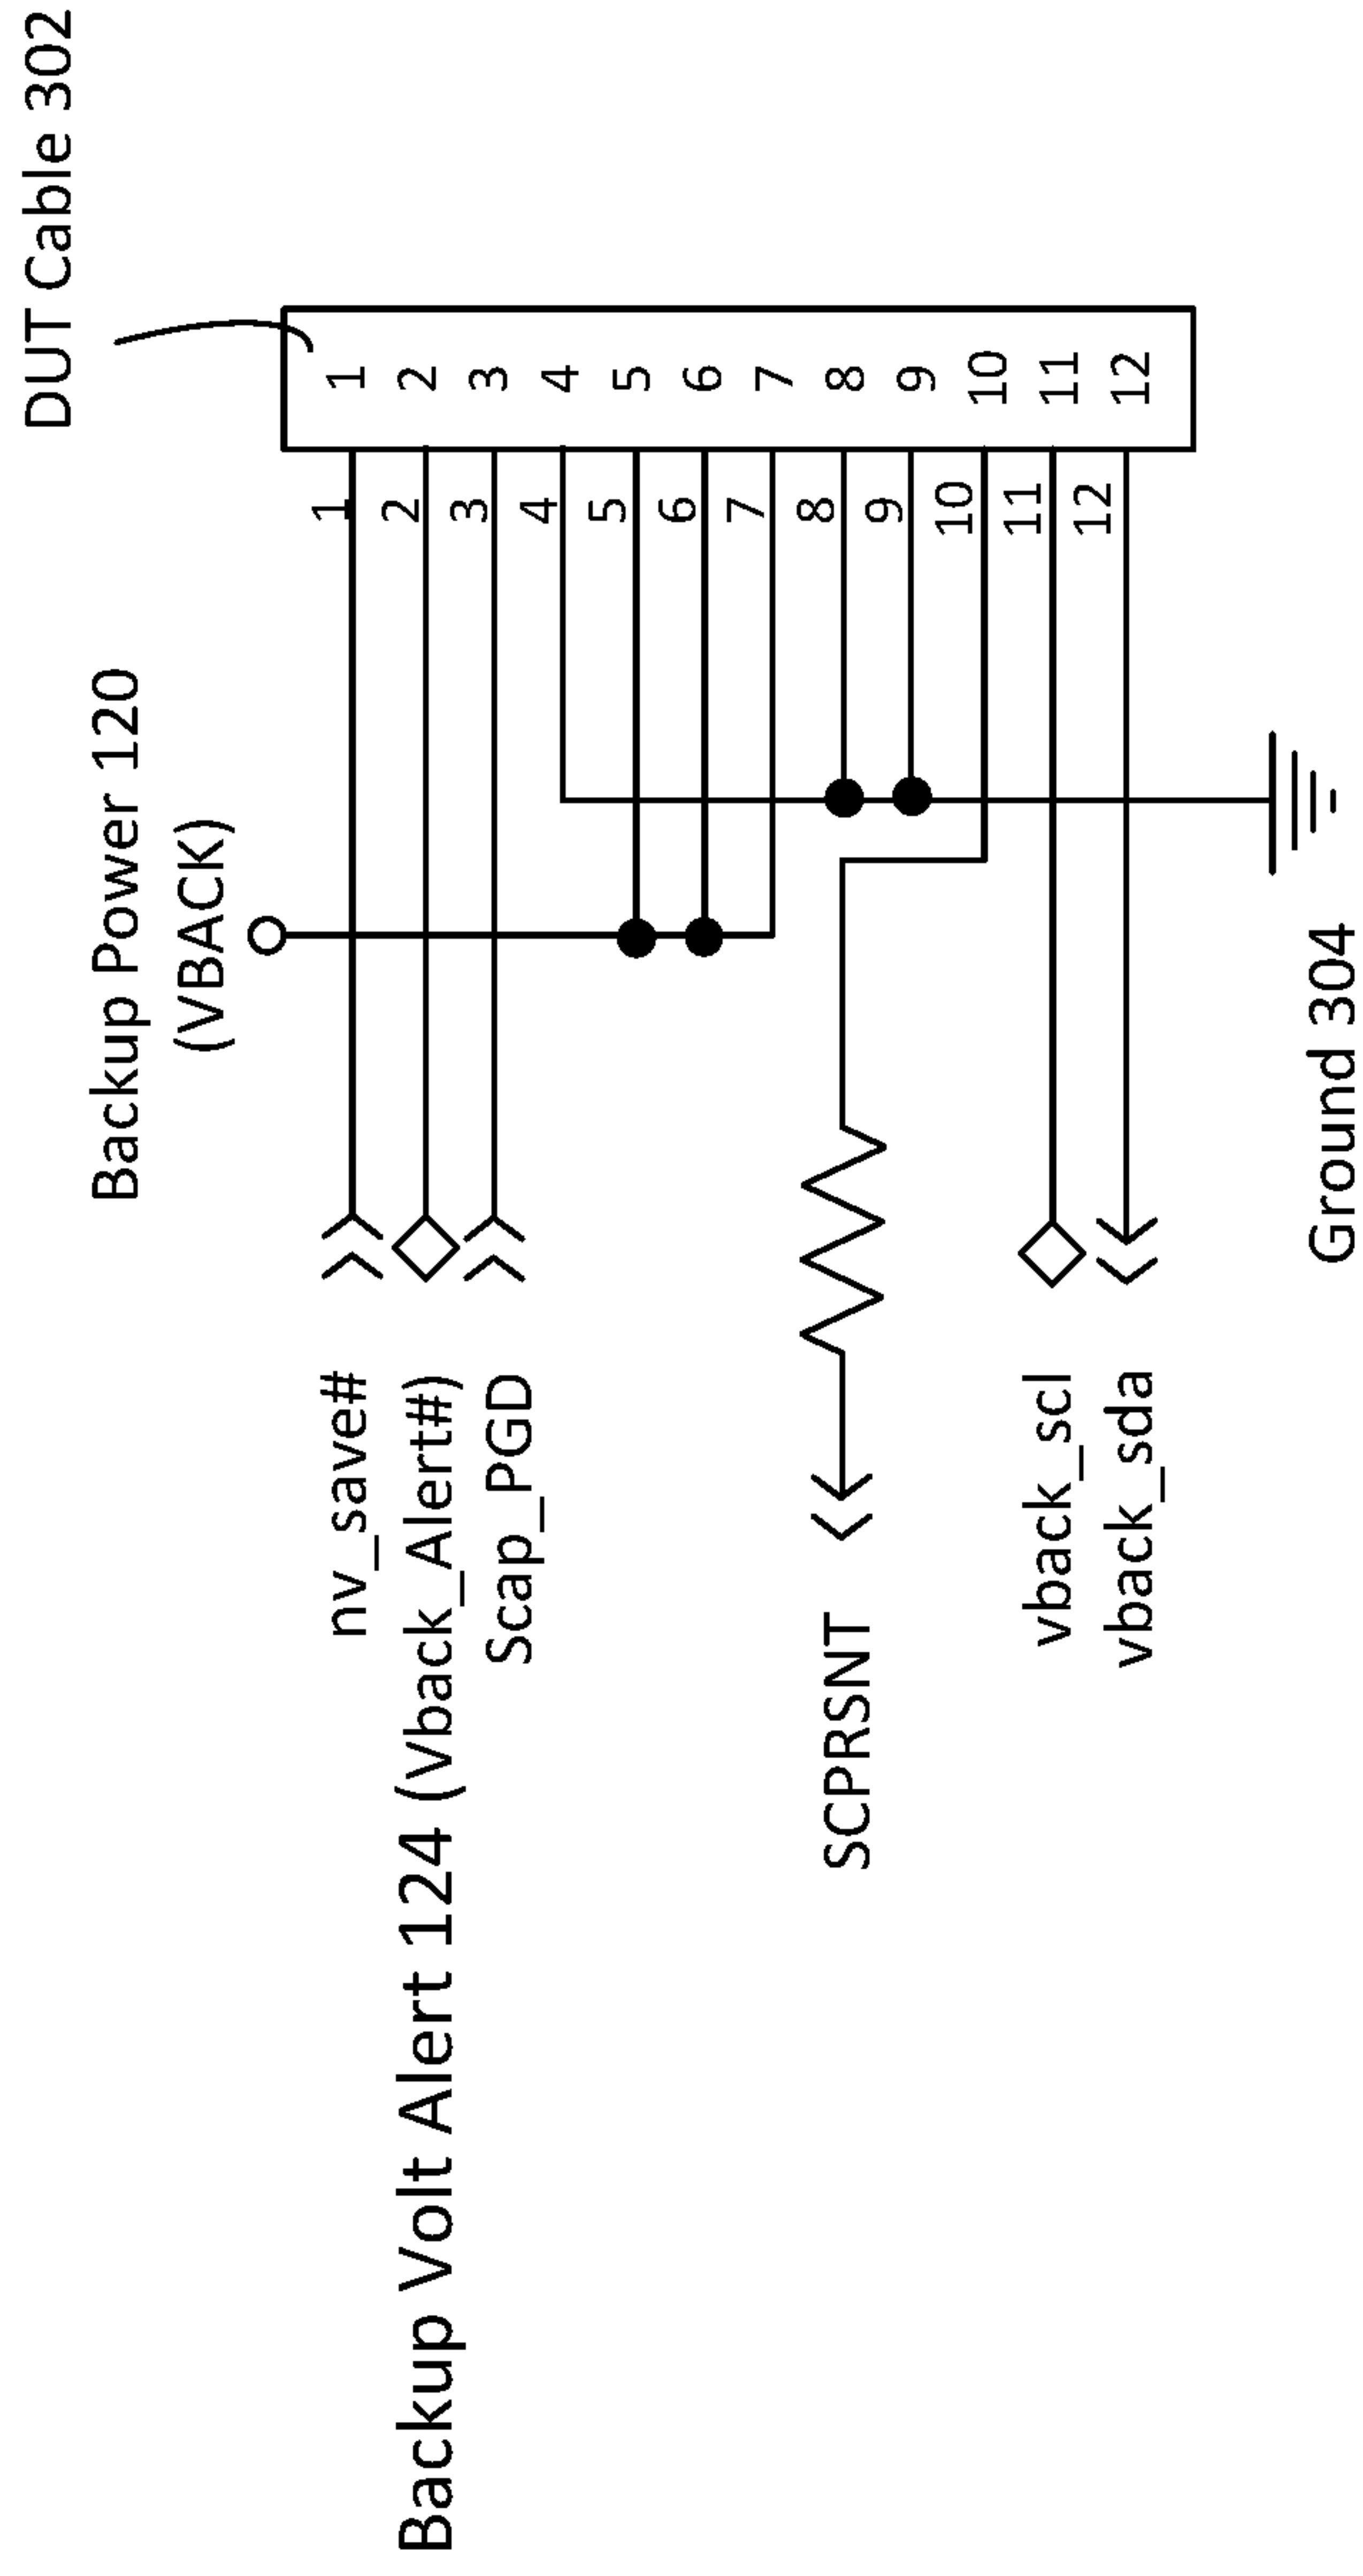 DUT Cable 302
Backup Power 120
(VBACK)
1
2
3
4
5
6
7
8
9
10
11
12
1
2
3
4
5
6
7
8
9
10
11
12
nv_save#
Backup Volt Alert 124 (Vback_Alert#)
Scap_PGD
SCPRSNT
vback_scl
vback_sda
Ground 304